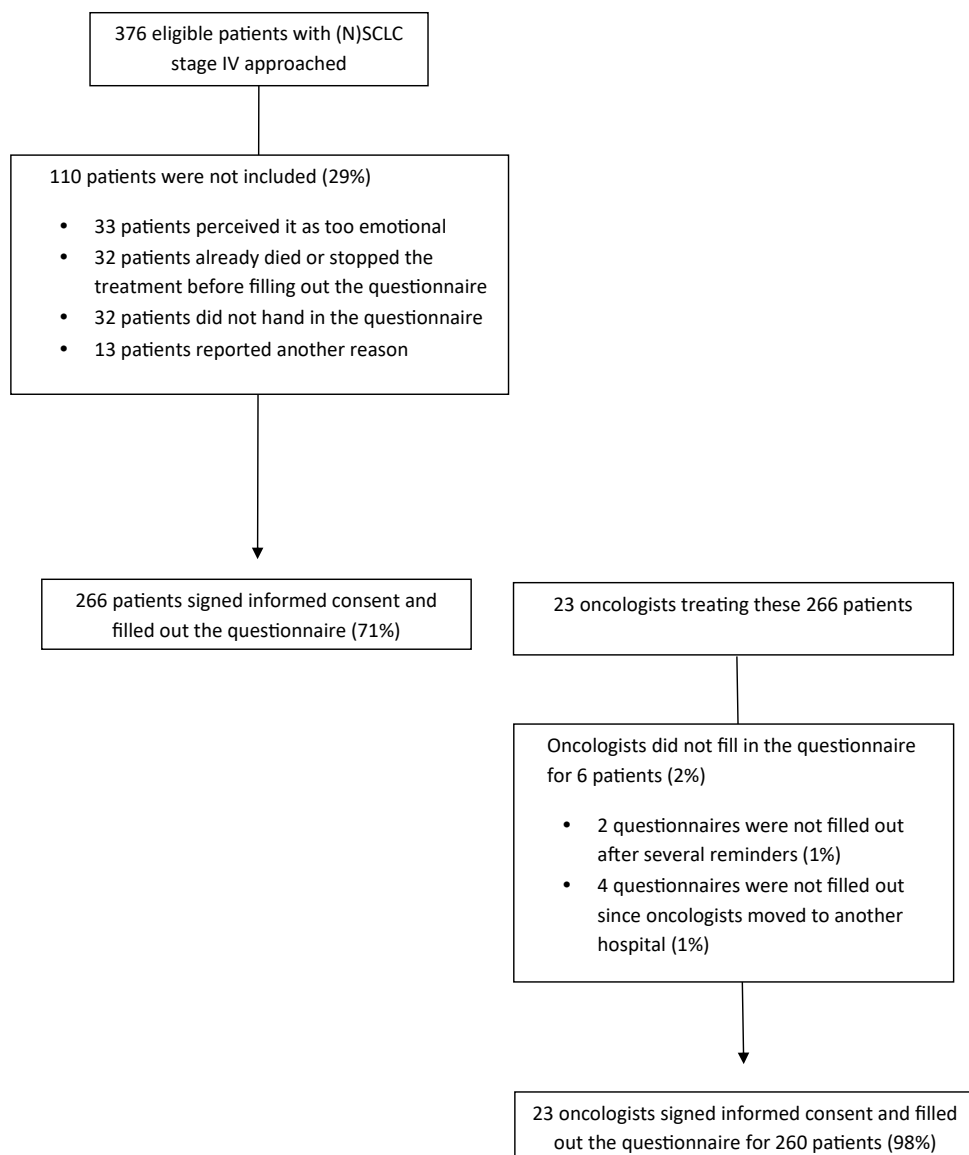 376 eligible patients with (N)SCLC
stage IV approached
110 patients were not included (29%)
• 33 patients perceived it as too emotional
• 32 patients already died or stopped the
treatment before filling out the questionnaire
• 32 patients did not hand in the questionnaire
• 13 patients reported another reason
266 patients signed informed consent and
filled out the questionnaire (71%)
23 oncologists treating these 266 patients
Oncologists did not fill in the questionnaire
for 6 patients (2%)
• 2 questionnaires were not filled out
after several reminders (1%)
• 4 questionnaires were not filled out
since oncologists moved to another
hospital (1%)
23 oncologists signed informed consent and filled
out the questionnaire for 260 patients (98%)